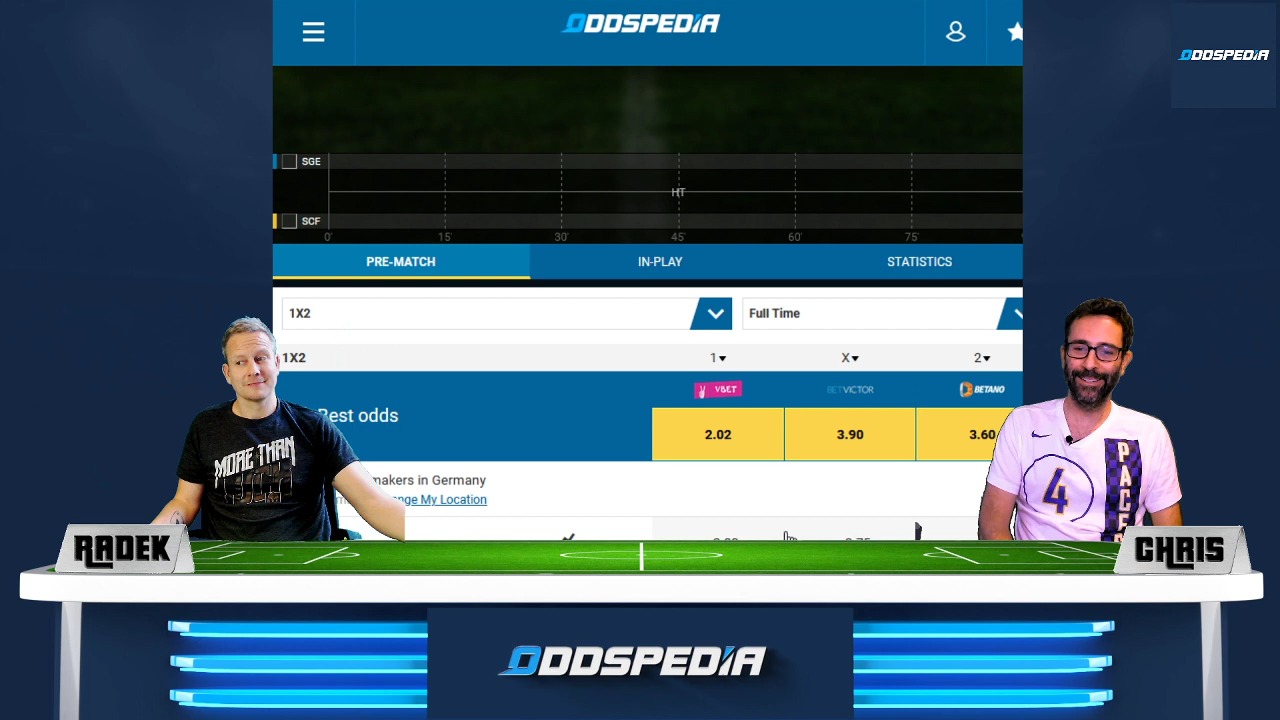 ODDSPEDIA
ODDSPEDIA
SGE
HT
SCF
0' 15' 30' 45' 60' 75'
PRE-MATCH IN-PLAY STATISTICS
1X2 Full Time
1X2 1 X 2
VBET BETVICTOR BETANO
Best odds 2.02 3.90 3.60
makers in Germany
nge My Location
MORE THAN
4
PACE
RADEK
CHRIS
ODDSPEDIA